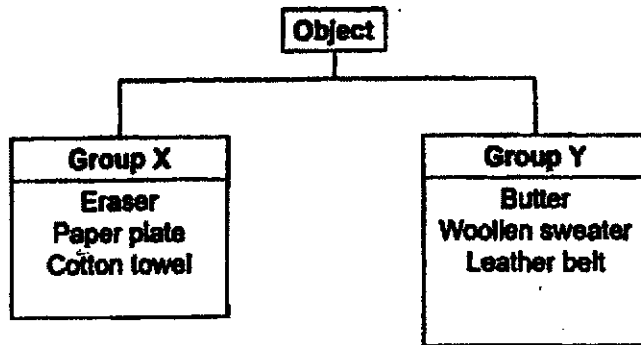 Object
Group X
Eraser
Paper plate
Cotton towel
Group Y
Butter
Woollen sweater
Leather belt